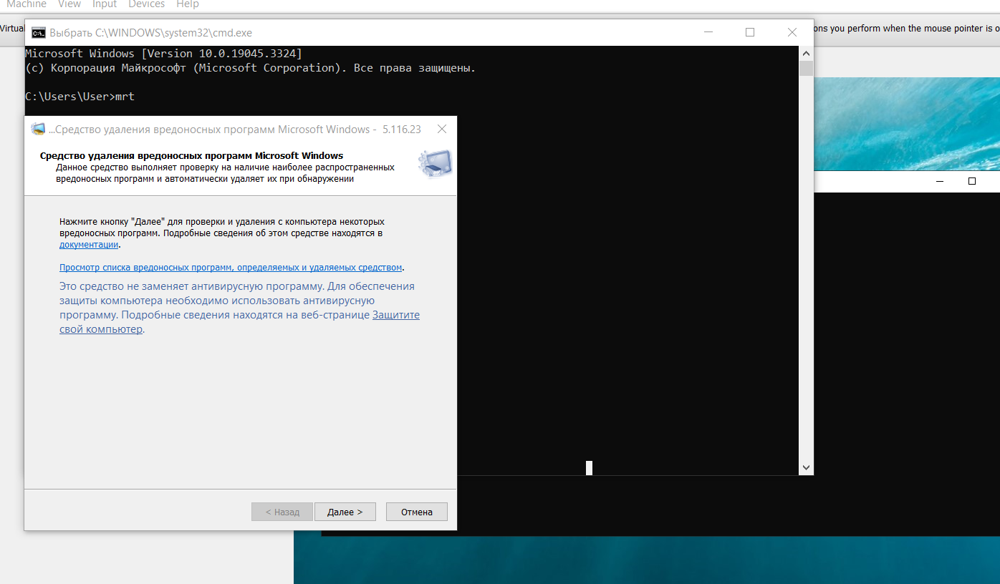 Machine View Input Devices Help
Virtual
ons you perform when the mouse pointer is o
Выбрать C:\WINDOWS\system32\cmd.exe
Microsoft Windows [Version 10.0.19045.3324]
(c) Корпорация Майкрософт (Microsoft Corporation). Все права защищены.
C:\Users\User>mrt
...Средство удаления вредоносных программ Microsoft Windows - 5.116.23
Средство удаления вредоносных программ Microsoft Windows
Данное средство выполняет проверку на наличие наиболее распространенных
вредоносных программ и автоматически удаляет их при обнаружении
Нажмите кнопку "Далее" для проверки и удаления с компьютера некоторых
вредоносных программ. Подробные сведения об этом средстве находятся в
документации.
Просмотр списка вредоносных программ, определяемых и удаляемых средством.
Это средство не заменяет антивирусную программу. Для обеспечения
защиты компьютера необходимо использовать антивирусную
программу. Подробные сведения находятся на веб-странице Защитите
свой компьютер.
< Назад Далее > Отмена